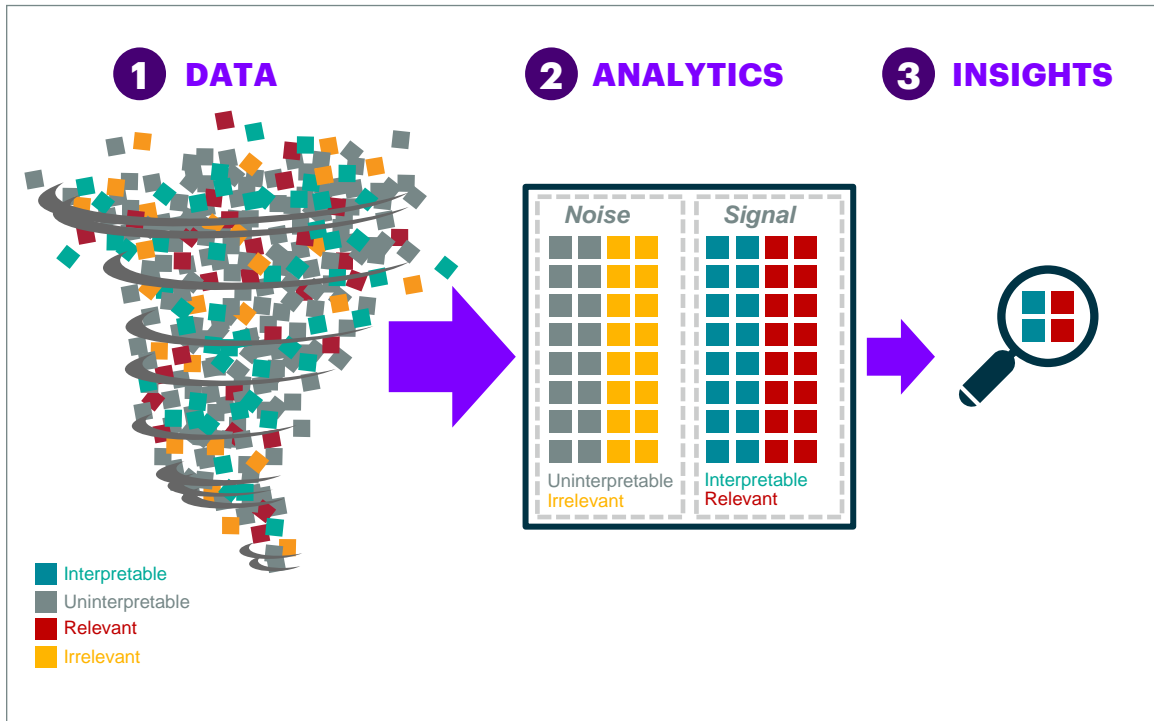 1 DATA
2 ANALYTICS
3 INSIGHTS
Noise
Signal
Uninterpretable
Irrelevant
Interpretable
Relevant
Interpretable
Uninterpretable
Relevant
Irrelevant